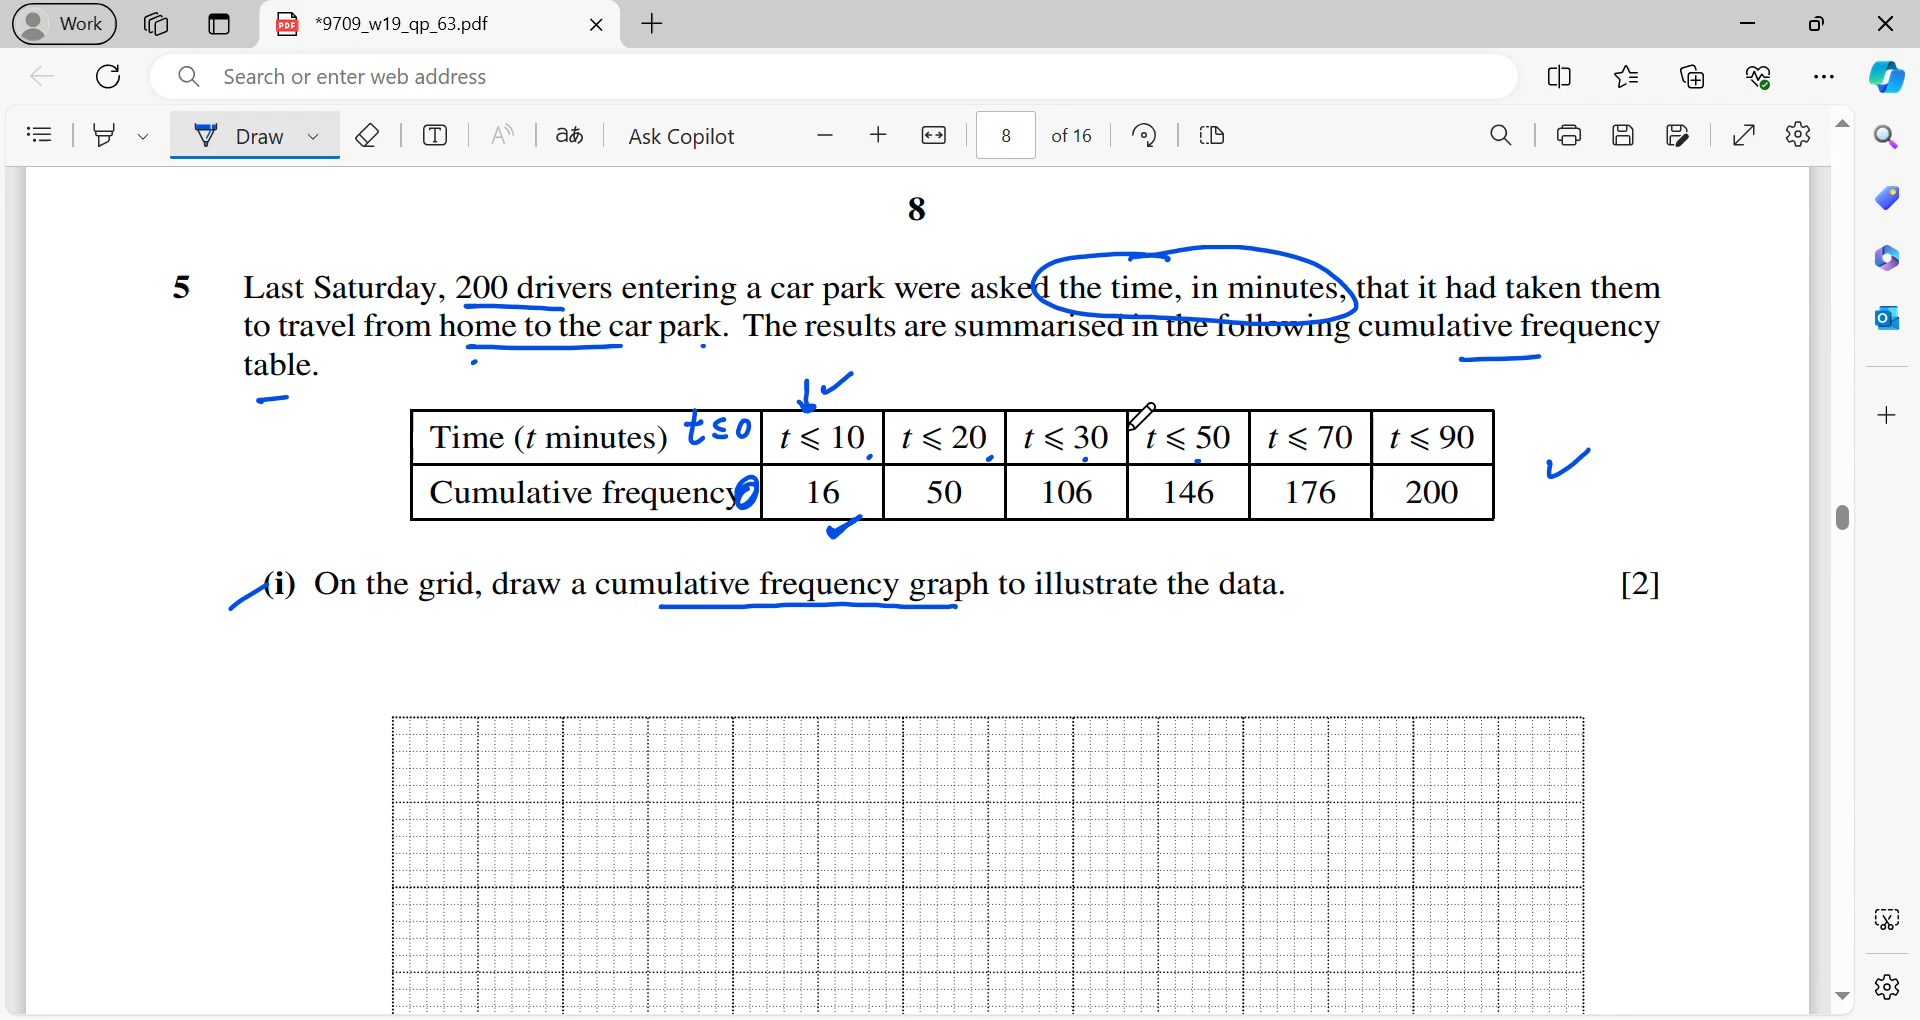 Work
*9709_w19_qp_63.pdf
Search or enter web address
Draw
aあ
Ask Copilot
8
of 16
8
5 Last Saturday, 200 drivers entering a car park were asked the time, in minutes, that it had taken them
to travel from home to the car park. The results are summarised in the following cumulative frequency
table.
Time (t minutes) t ≤ 0 t ⩽ 10 t ⩽ 20 t ⩽ 30 t ⩽ 50 t ⩽ 70 t ⩽ 90
Cumulative frequency 0 16 50 106 146 176 200
(i) On the grid, draw a cumulative frequency graph to illustrate the data. [2]